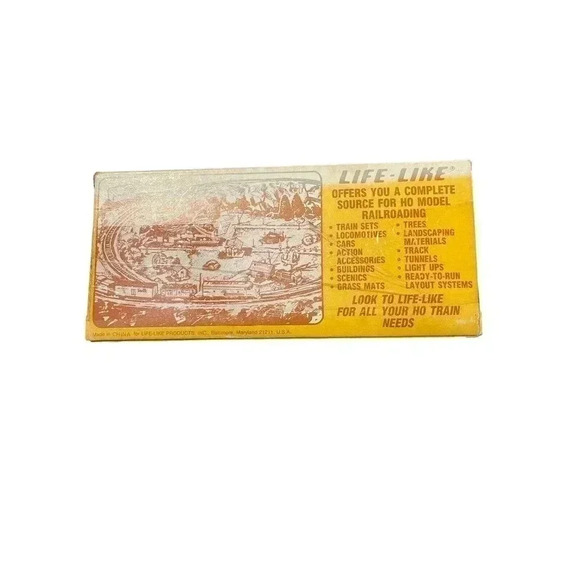 LIFE-LIKE®
OFFERS YOU A COMPLETE
SOURCE FOR HO MODEL
RAILROADING
• TRAIN SETS
• LOCOMOTIVES
• CARS
• ACTION
ACCESSORIES
• BUILDINGS
• SCENICS
• GRASS MATS
• TREES
• LANDSCAPING
MATERIALS
• TRACK
• TUNNELS
• LIGHT UPS
• READY-TO-RUN
LAYOUT SYSTEMS
LOOK TO LIFE-LIKE
FOR ALL YOUR HO TRAIN
NEEDS
Made in CHINA for LIFE-LIKE PRODUCTS, INC., Baltimore, Maryland 21211, U.S.A.